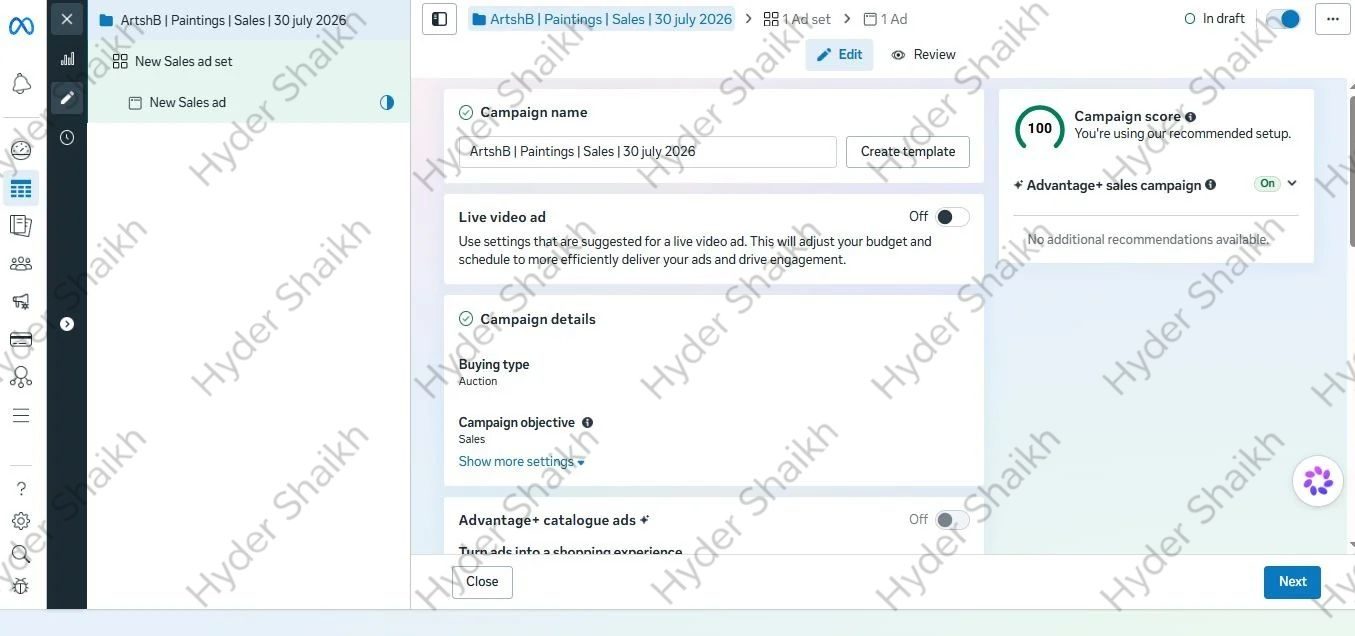 ArtshB | Paintings | Sales | 30 july 2026
New Sales ad set
New Sales ad
ArtshB | Paintings | Sales | 30 july 2026 > 1 Ad set > 1 Ad
In draft
Edit
Review
Campaign name
ArtshB | Paintings | Sales | 30 july 2026
Create template
Live video ad
Off
Use settings that are suggested for a live video ad. This will adjust your budget and
schedule to more efficiently deliver your ads and drive engagement.
Campaign details
Buying type
Auction
Campaign objective
Sales
Show more settings
Advantage+ catalogue ads
Off
Turn ads into a shopping experience
Close
Next
100
Campaign score
You're using our recommended setup.
Advantage+ sales campaign
On
No additional recommendations available.
Hyder Shaikh